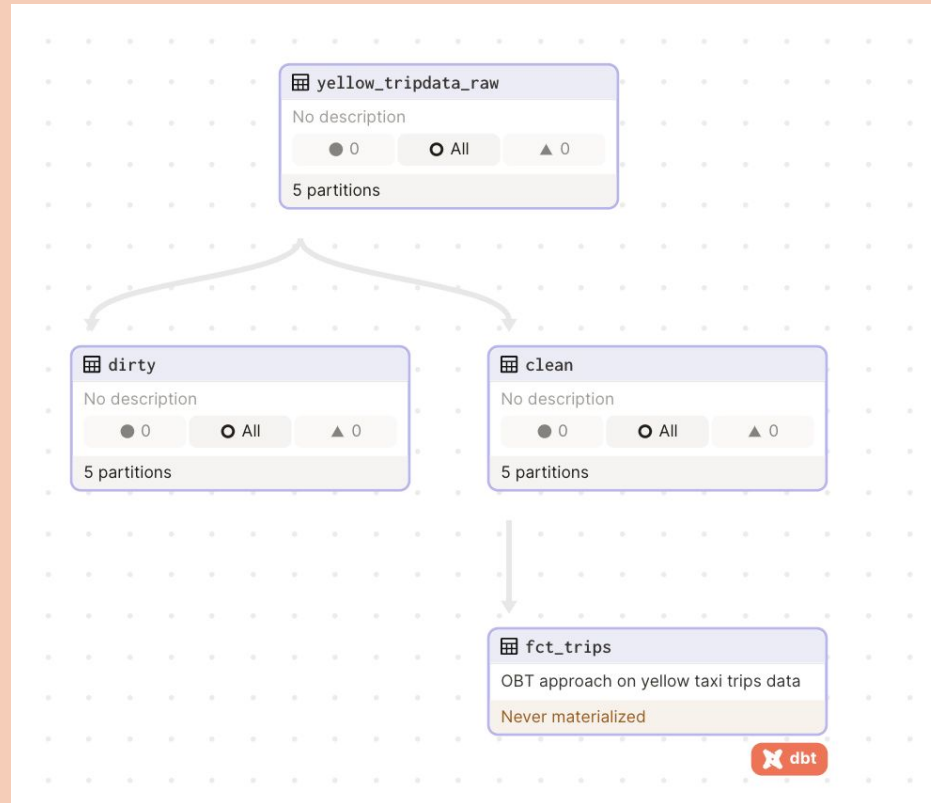 yellow_tripdata_raw
No description
0 All 0
5 partitions
dirty
No description
0 All 0
5 partitions
clean
No description
0 All 0
5 partitions
fct_trips
OBT approach on yellow taxi trips data
Never materialized
dbt